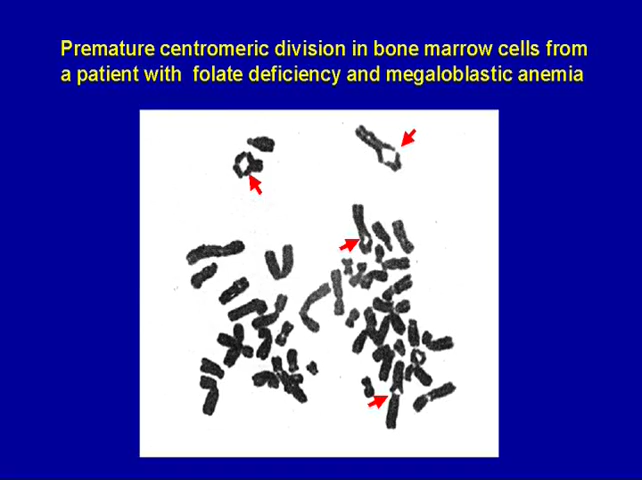 Premature centromeric division in bone marrow cells from
a patient with folate deficiency and megaloblastic anemia